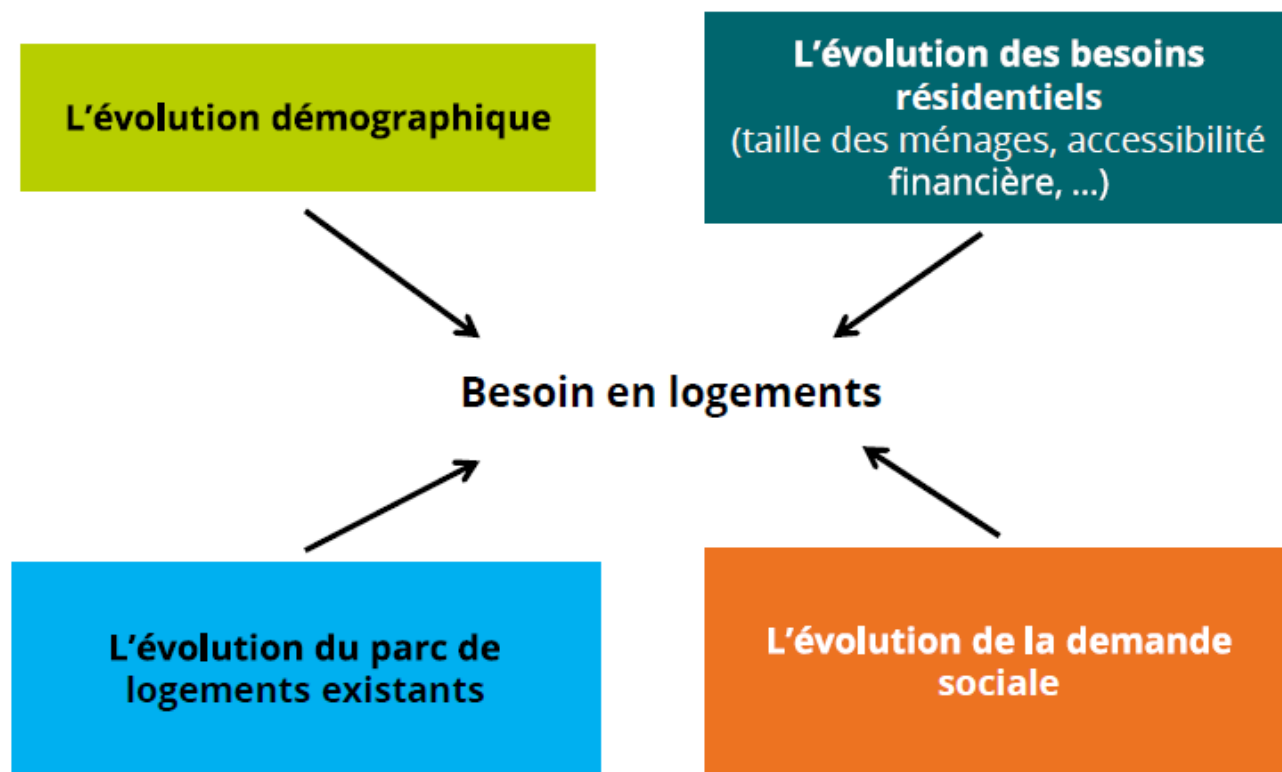 L'évolution démographique
L'évolution des besoins
résidentiels
(taille des ménages, accessibilité
financière, ...)
Besoin en logements
L'évolution du parc de
logements existants
L'évolution de la demande
sociale